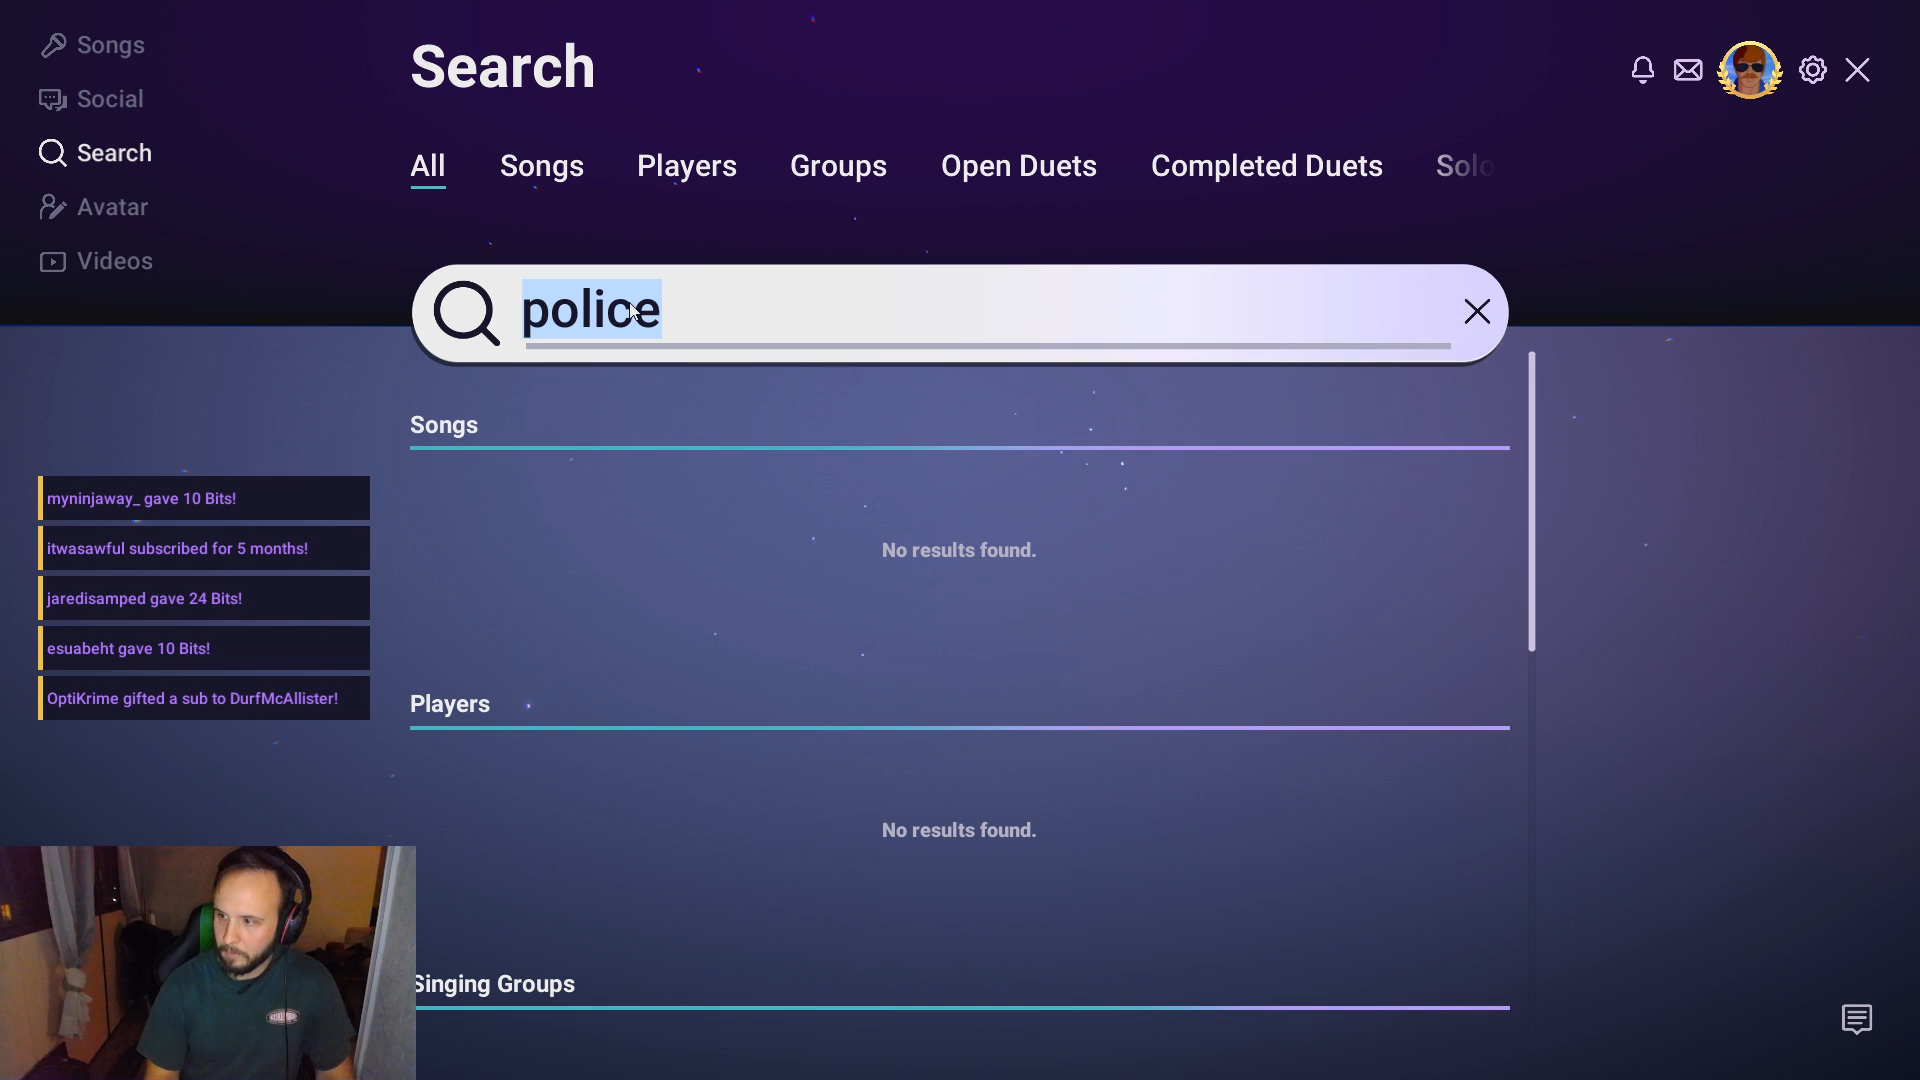 Songs
Social
Search
Avatar
Videos
Search
All Songs Players Groups Open Duets Completed Duets Solo
police
Songs
No results found.
Players
No results found.
Singing Groups
myninjaway_ gave 10 Bits!
itwasawful subscribed for 5 months!
jaredisamped gave 24 Bits!
esuabeht gave 10 Bits!
OptiKrime gifted a sub to DurfMcAllister!